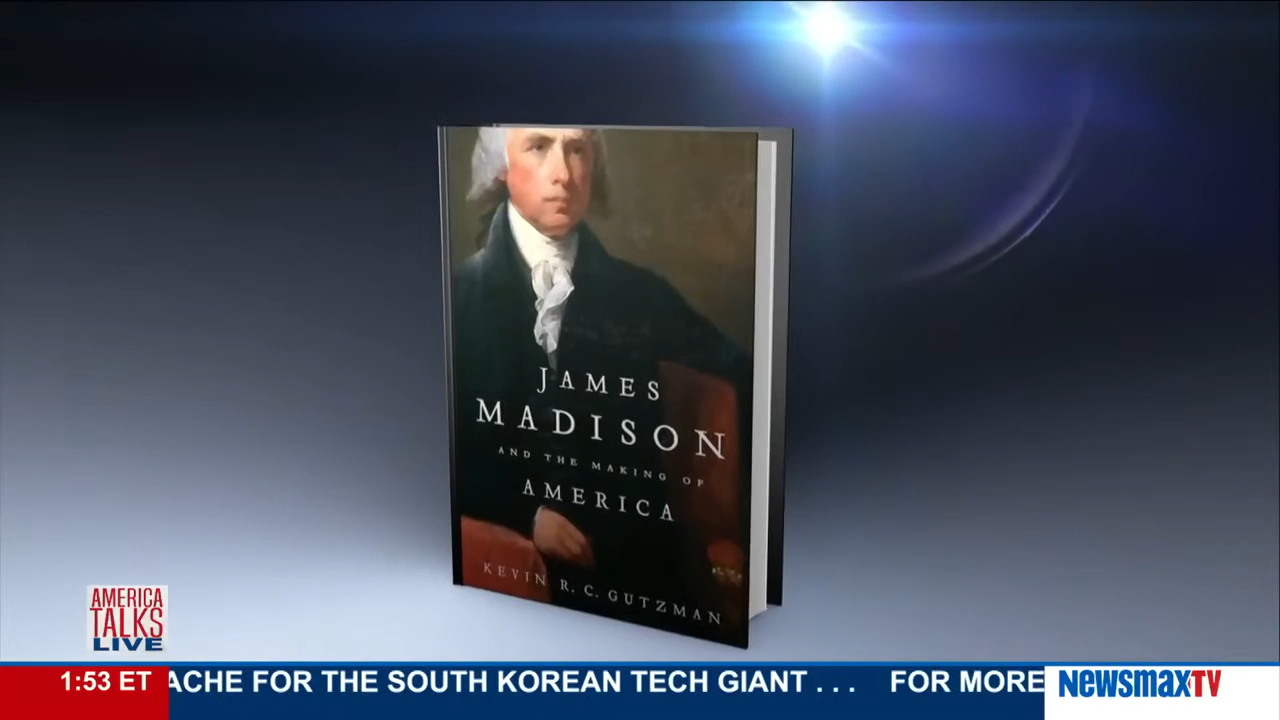 JAMES
MADISON
AND THE MAKING OF
AMERICA
KEVIN R. C. GUTZMAN
AMERICA
TALKS
LIVE
1:53 ET
ACHE FOR THE SOUTH KOREAN TECH GIANT . . . FOR MORE
NEWSMAXTV